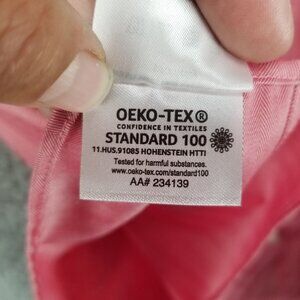 OEKO-TEX®
CONFIDENCE IN TEXTILES
STANDARD 100
11.HUS.91085 HOHENSTEIN HTTI
Tested for harmful substances.
www.oeko-tex.com/standard100
AA# 234139